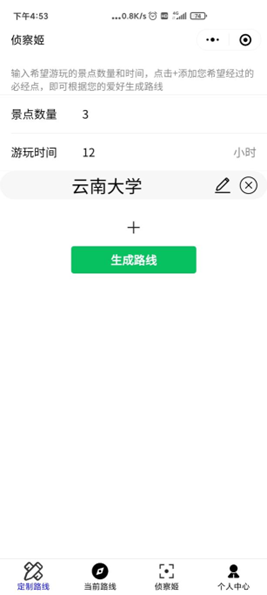 下午4:53
...0.8K/s
4G
74
侦察姬
输入希望游玩的景点数量和时间，点击+添加您希望经过的
必经点，即可根据您的爱好生成路线
景点数量 3
游玩时间 12 小时
云南大学
+
生成路线
定制路线 当前路线 侦察姬 个人中心